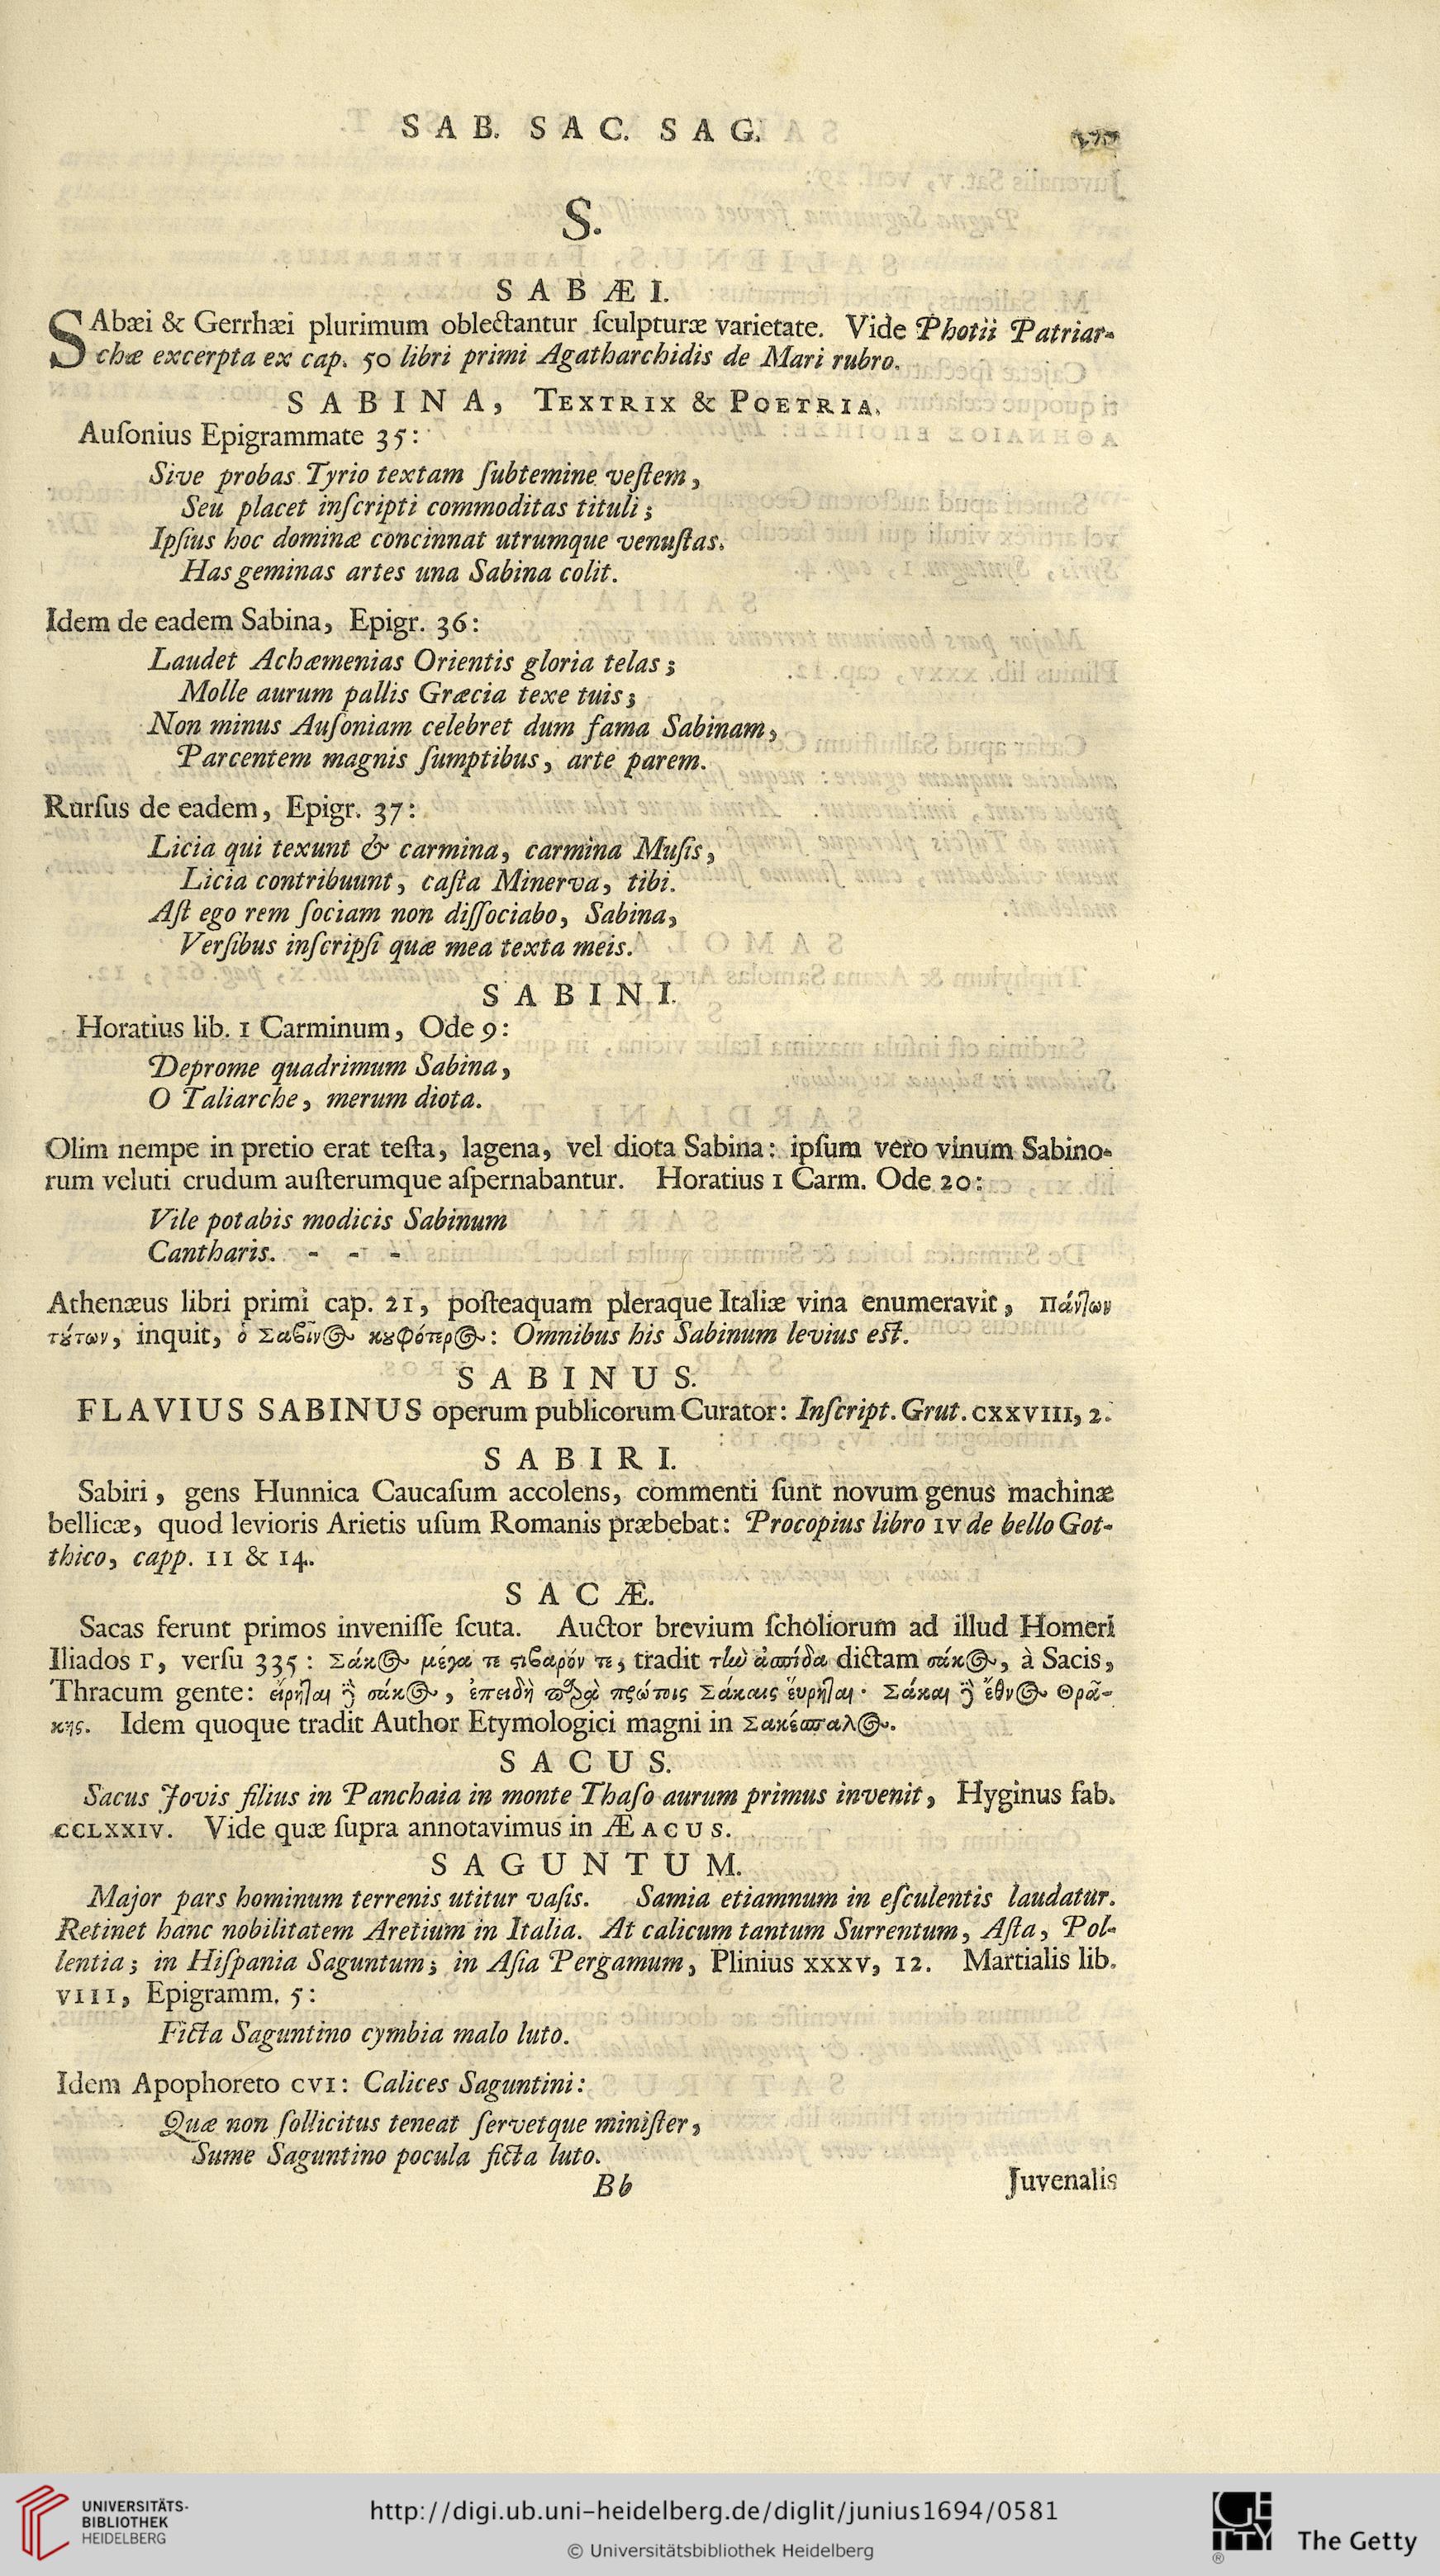 SAB. SAC. SAG.
S.
SABÆI.
SAbæi & Gerrhæi plurimum oblectantur ſculpturæ varietate. Vide Photii Patriar-
chæ excerpta ex cap. 50 libri primi Agatharchidis de Mari rubro.
SABINA, TEXTRIX & POETRIA.
Auſonius Epigrammate 35:
Sive probas Tyrio textam ſubtemine veſtem,
Seu placet inſcripti commoditas tituli;
Ipſius hoc dominæ concinnat utrumque venuſtas.
Has geminas artes una Sabina colit.
Idem de eadem Sabina, Epigr. 36:
Laudet Achæmenias Orientis gloria telas;
Molle aurum pallis Græcia texe tuis;
Non minus Auſoniam celebret dum fama Sabinam,
Parcentem magnis ſumptibus, arte parem.
Rurſus de eadem, Epigr. 37:
Licia qui texunt & carmina, carmina Muſis,
Licia contribuunt, caſta Minerva, tibi.
Aſt ego rem ſociam non diſſociabo, Sabina,
Verſibus inſcripſi quæ mea texta meis.
SABINI.
Horatius lib. 1 Carminum, Ode 9:
Deprome quadrimum Sabina,
O Taliarche, merum diota.
Olim nempe in pretio erat teſta, lagena, vel diota Sabina: ipſum vero vinum Sabino-
rum veluti crudum auſterumque aſpernabantur. Horatius 1 Carm. Ode 20:
Vile potabis modicis Sabinum
Cantharis. - - -
Athenæus libri primi cap. 21, poſteaquam pleraque Italiæ vina enumeravit, Πάντων
τύτων, inquit, ὁ Σαβῖνος κυφότερος: Omnibus his Sabinum levius eſt.
SABINUS.
FLAVIUS SABINUS operum publicorum Curator: Inſcript. Grut. CXXVIII, 2.
SABIRI.
Sabiri, gens Hunnica Caucaſum accolens, commenti ſunt novum genus machinæ
bellicæ, quod levioris Arietis uſum Romanis præbebat: Procopius libro IV de bello Got-
thico, capp. 11 & 14.
SACÆ.
Sacas ferunt primos inveniſſe ſcuta. Auctor brevium ſcholiorum ad illud Homeri
Iliados Γ, verſu 335: Σάκος μέγα τε στιβαρόν τε, tradit τὴν ἀσπίδα dictam σάκος, à Sacis,
Thracum gente: εἴρηται ἢ σάκος, ἐπειδὴ παρὰ πρώτοις Σάκαις εὕρηται· Σάκαι ἢ ἔθνος Θρᾴ-
κης. Idem quoque tradit Author Etymologici magni in Σακέσπαλος.
SACUS.
Sacus Jovis filius in Panchaia in monte Thaſo aurum primus invenit, Hyginus fab.
CCLXXIV. Vide quæ ſupra annotavimus in ÆACUS.
SAGUNTUM.
Major pars hominum terrenis utitur vaſis. Samia etiamnum in eſculentis laudatur.
Retinet hanc nobilitatem Aretium in Italia. At calicum tantum Surrentum, Aſta, Pol-
lentia; in Hiſpania Saguntum; in Aſia Pergamum, Plinius XXXV, 12. Martialis lib.
VIII, Epigramm. 5:
Ficta Saguntino cymbia malo luto.
Idem Apophoreto CVI: Calices Saguntini:
Quæ non ſollicitus teneat ſervetque miniſter,
Sume Saguntino pocula ficta luto.
Bb
Juvenalis
UNIVERSITÄTS-
BIBLIOTHEK
HEIDELBERG
http://digi.ub.uni-heidelberg.de/diglit/junius1694/0581
© Universitätsbibliothek Heidelberg
GETTY
®
The Getty